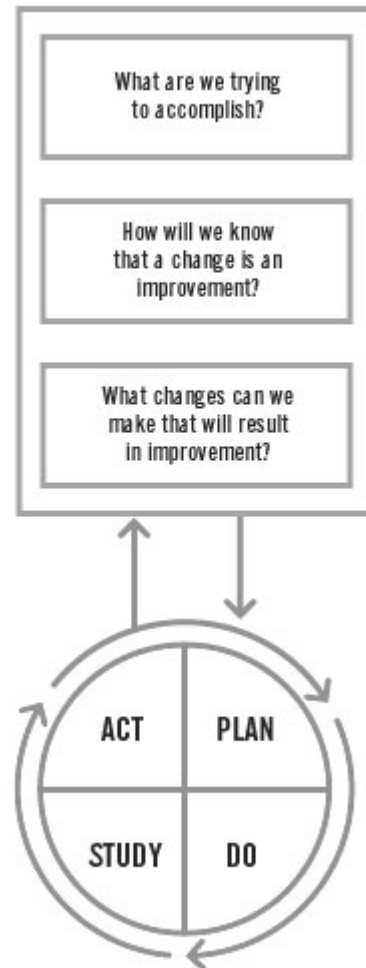 What are we trying
to accomplish?
How will we know
that a change is an
improvement?
What changes can we
make that will result
in improvement?
ACT PLAN
STUDY DO